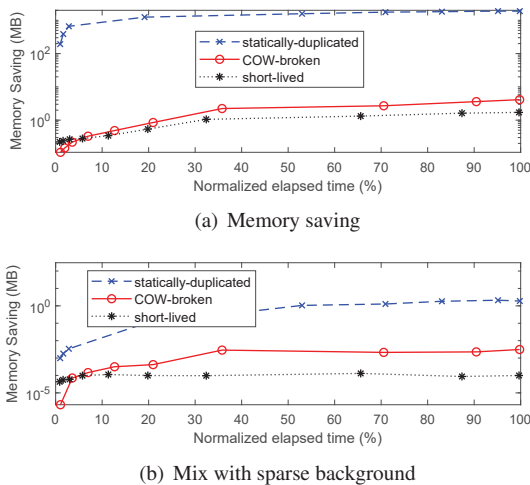 Memory Saving (MB)
10^2
10^0
statically-duplicated
COW-broken
short-lived
0 10 20 30 40 50 60 70 80 90 100
Normalized elapsed time (%)
(a) Memory saving
Memory Saving (MB)
10^0
10^-5
statically-duplicated
COW-broken
short-lived
0 10 20 30 40 50 60 70 80 90 100
Normalized elapsed time (%)
(b) Mix with sparse background